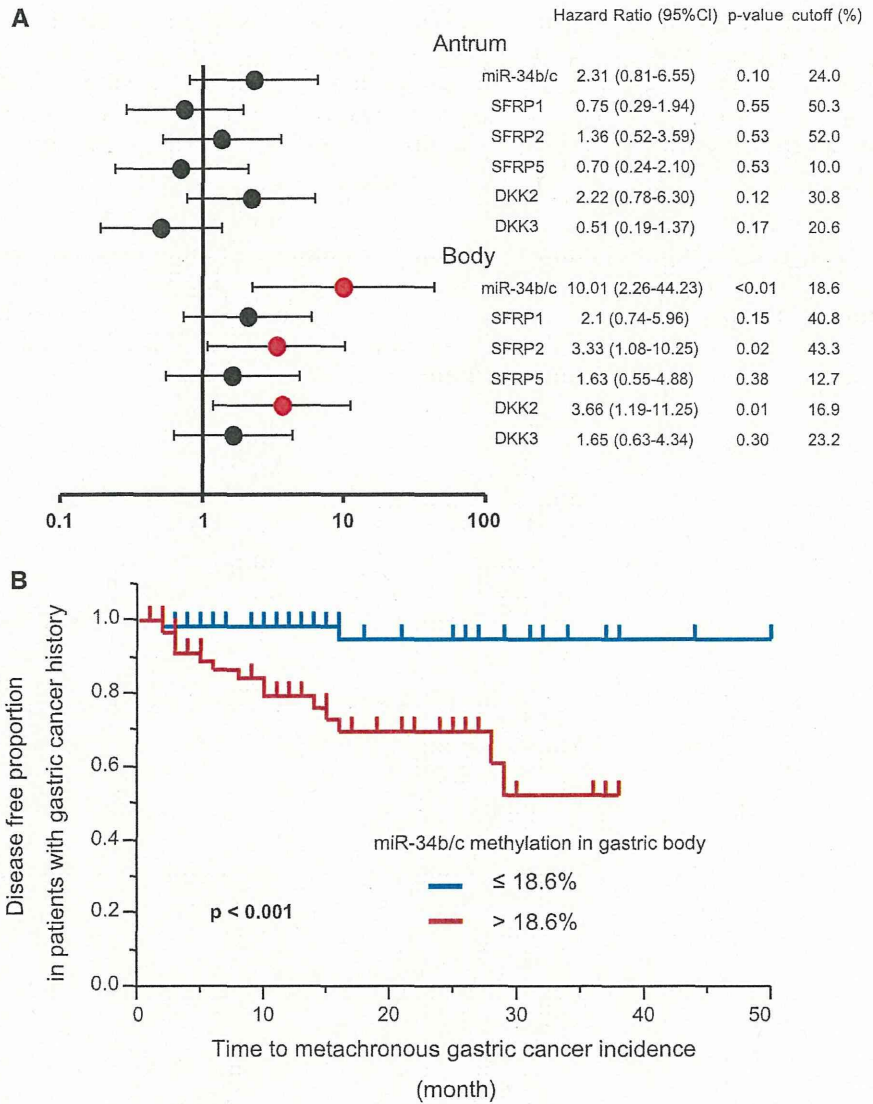 A
Hazard Ratio (95%CI) p-value cutoff (%)
Antrum
miR-34b/c 2.31 (0.81-6.55) 0.10 24.0
SFRP1 0.75 (0.29-1.94) 0.55 50.3
SFRP2 1.36 (0.52-3.59) 0.53 52.0
SFRP5 0.70 (0.24-2.10) 0.53 10.0
DKK2 2.22 (0.78-6.30) 0.12 30.8
DKK3 0.51 (0.19-1.37) 0.17 20.6
Body
miR-34b/c 10.01 (2.26-44.23) <0.01 18.6
SFRP1 2.1 (0.74-5.96) 0.15 40.8
SFRP2 3.33 (1.08-10.25) 0.02 43.3
SFRP5 1.63 (0.55-4.88) 0.38 12.7
DKK2 3.66 (1.19-11.25) 0.01 16.9
DKK3 1.65 (0.63-4.34) 0.30 23.2
0.1 1 10 100
B
Disease free proportion
in patients with gastric cancer history
1.0
0.8
0.6
0.4
0.2
0.0
miR-34b/c methylation in gastric body
≤ 18.6%
> 18.6%
p < 0.001
0 10 20 30 40 50
Time to metachronous gastric cancer incidence
(month)